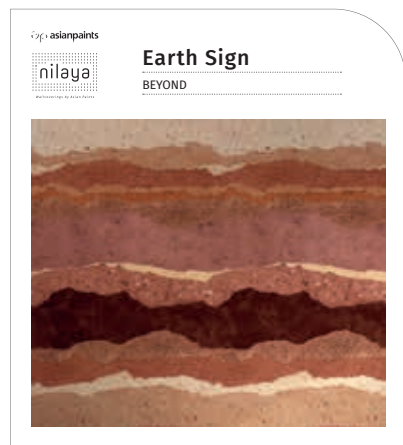 asianpaints
nilaya
Wallcoverings by Asian Paints
Earth Sign
BEYOND